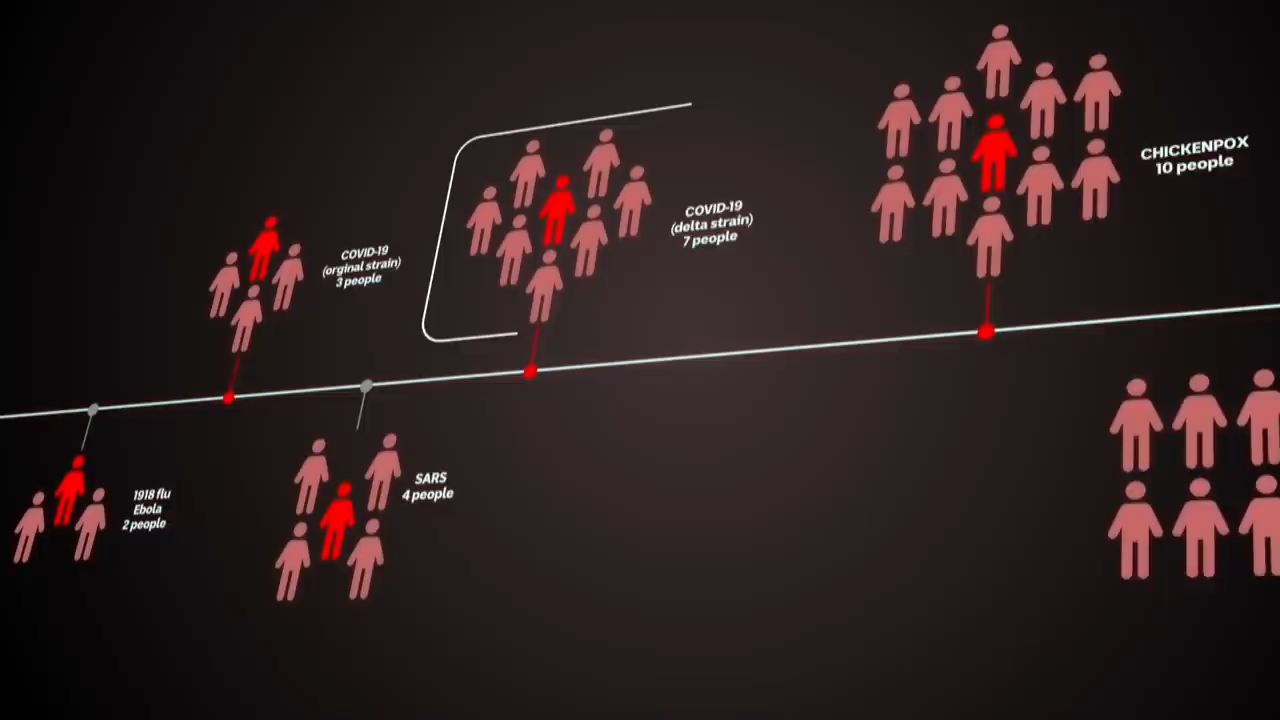 CHICKENPOX
10 people
COVID-19
(delta strain)
7 people
COVID-19
(orginal strain)
3 people
SARS
4 people
1918 flu
Ebola
2 people